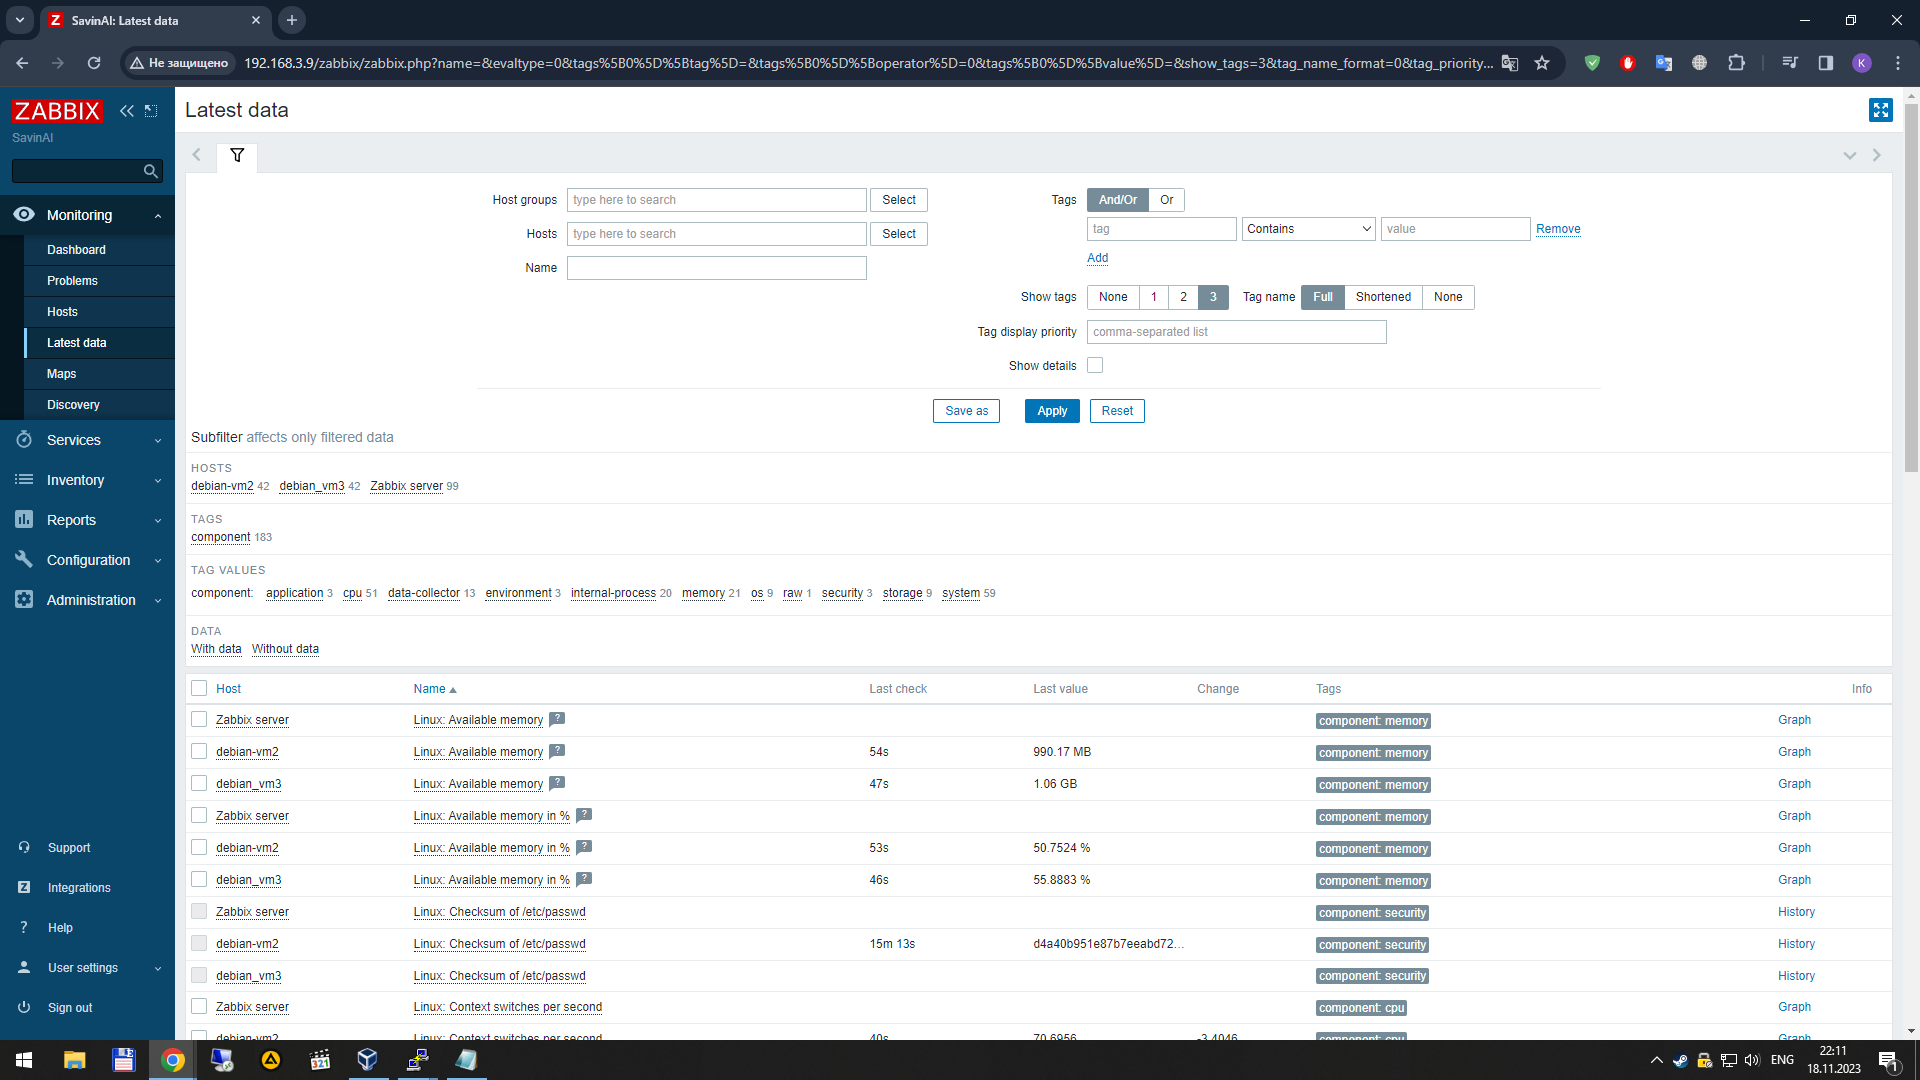 SavinAI: Latest data
Не защищено
192.168.3.9/zabbix/zabbix.php?name=&evaltype=0&tags%5B0%5D%5Btag%5D=&tags%5B0%5D%5Boperator%5D=0&tags%5B0%5D%5Bvalue%5D=&show_tags=3&tag_name_format=0&tag_priority...
K
ZABBIX
SavinAI
Monitoring
Dashboard
Problems
Hosts
Latest data
Maps
Discovery
Services
Inventory
Reports
Configuration
Administration
Support
Integrations
Help
User settings
Sign out
Latest data
Host groups type here to search Select
Hosts type here to search Select
Name
Tags And/Or Or
tag Contains value Remove
Add
Show tags None 1 2 3 Tag name Full Shortened None
Tag display priority comma-separated list
Show details
Save as Apply Reset
Subfilter affects only filtered data
HOSTS
debian-vm2 42 debian_vm3 42 Zabbix server 99
TAGS
component 183
TAG VALUES
component: application 3 cpu 51 data-collector 13 environment 3 internal-process 20 memory 21 os 9 raw 1 security 3 storage 9 system 59
DATA
With data Without data
Host Name Last check Last value Change Tags Info
Zabbix server Linux: Available memory ? component: memory Graph
debian-vm2 Linux: Available memory ? 54s 990.17 MB component: memory Graph
debian_vm3 Linux: Available memory ? 47s 1.06 GB component: memory Graph
Zabbix server Linux: Available memory in % ? component: memory Graph
debian-vm2 Linux: Available memory in % ? 53s 50.7524 % component: memory Graph
debian_vm3 Linux: Available memory in % ? 46s 55.8883 % component: memory Graph
Zabbix server Linux: Checksum of /etc/passwd component: security History
debian-vm2 Linux: Checksum of /etc/passwd 15m 13s d4a40b951e87b7eeabd72... component: security History
debian_vm3 Linux: Checksum of /etc/passwd component: security History
Zabbix server Linux: Context switches per second component: cpu Graph
debian-vm2 Linux: Context switches per second 40s 70.6956 -3.4046 component: cpu Graph
321
ENG
22:11
18.11.2023
1